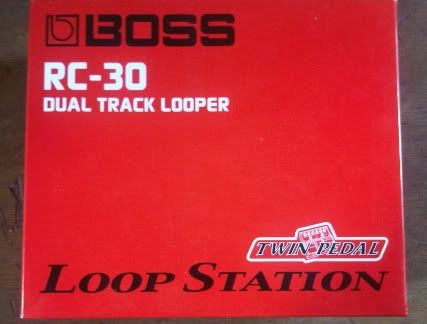 BOSS
RC-30
DUAL TRACK LOOPER
TWIN PEDAL
LOOP STATION